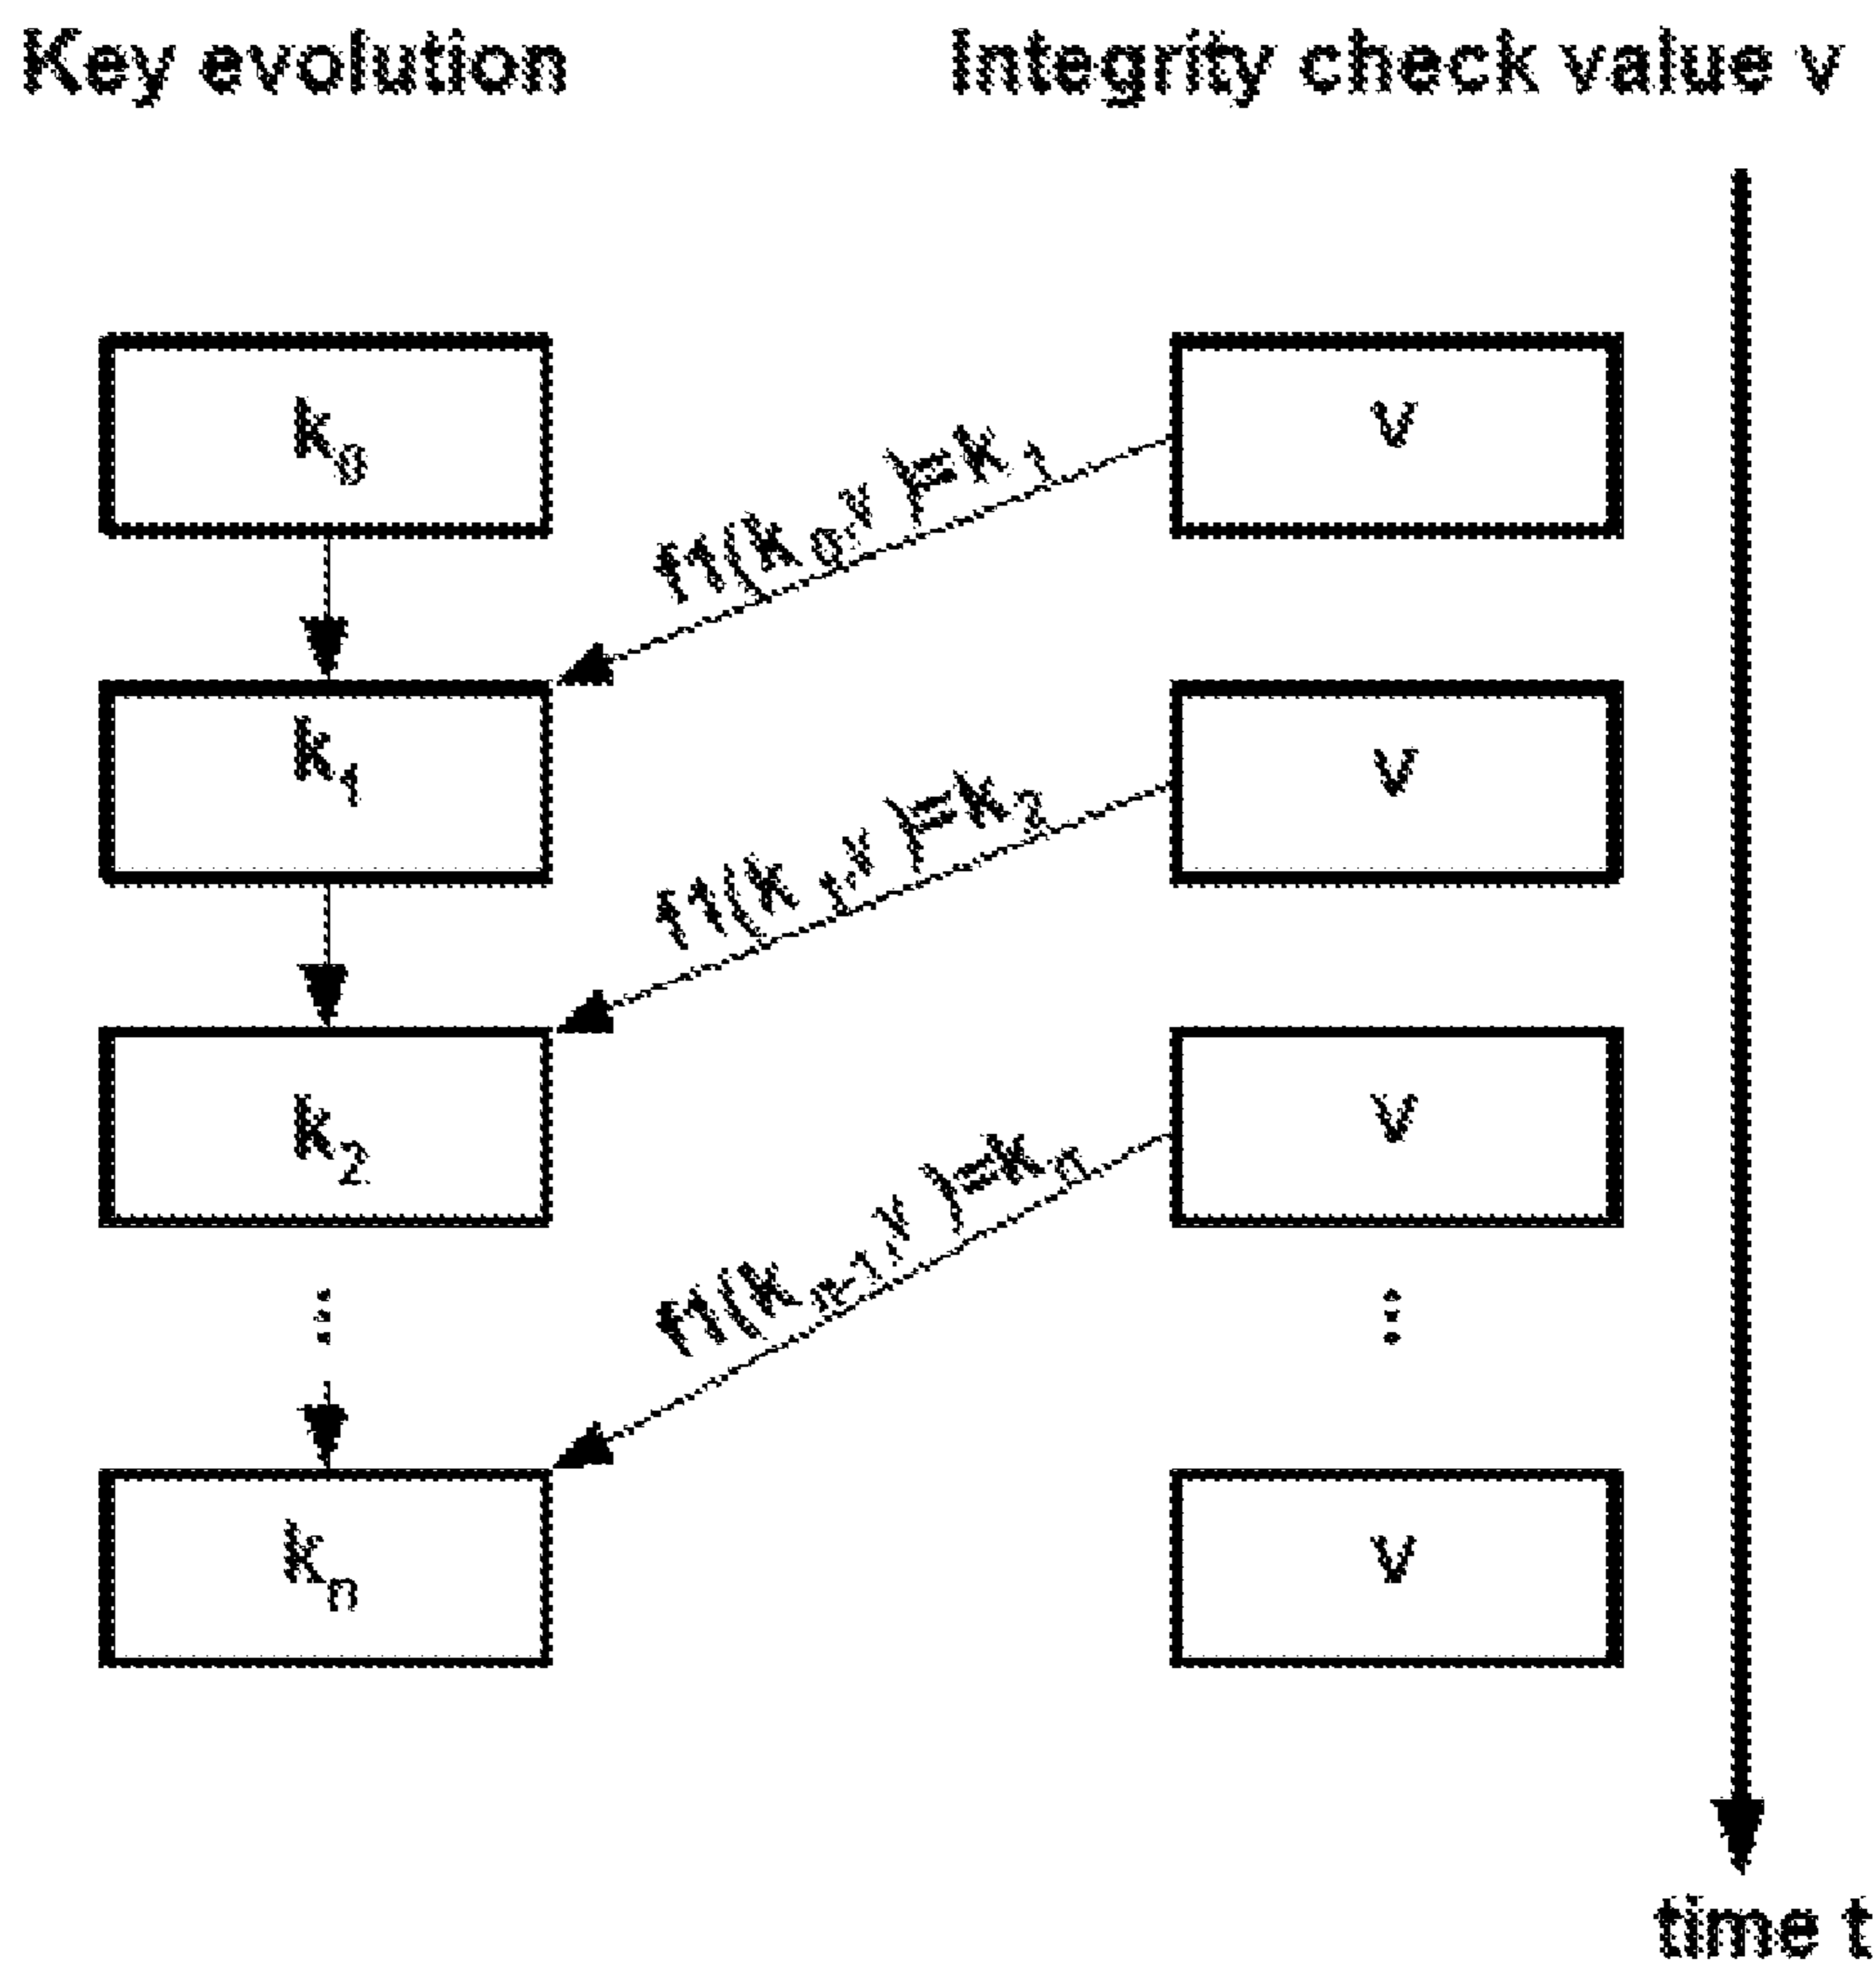 Key evolution
Integrity check value v
k0
v
f1(k0,v)=k1
k1
v
f1(k1,v)=k2
k2
v
f1(kn-1,v)=kn
kn
v
time t